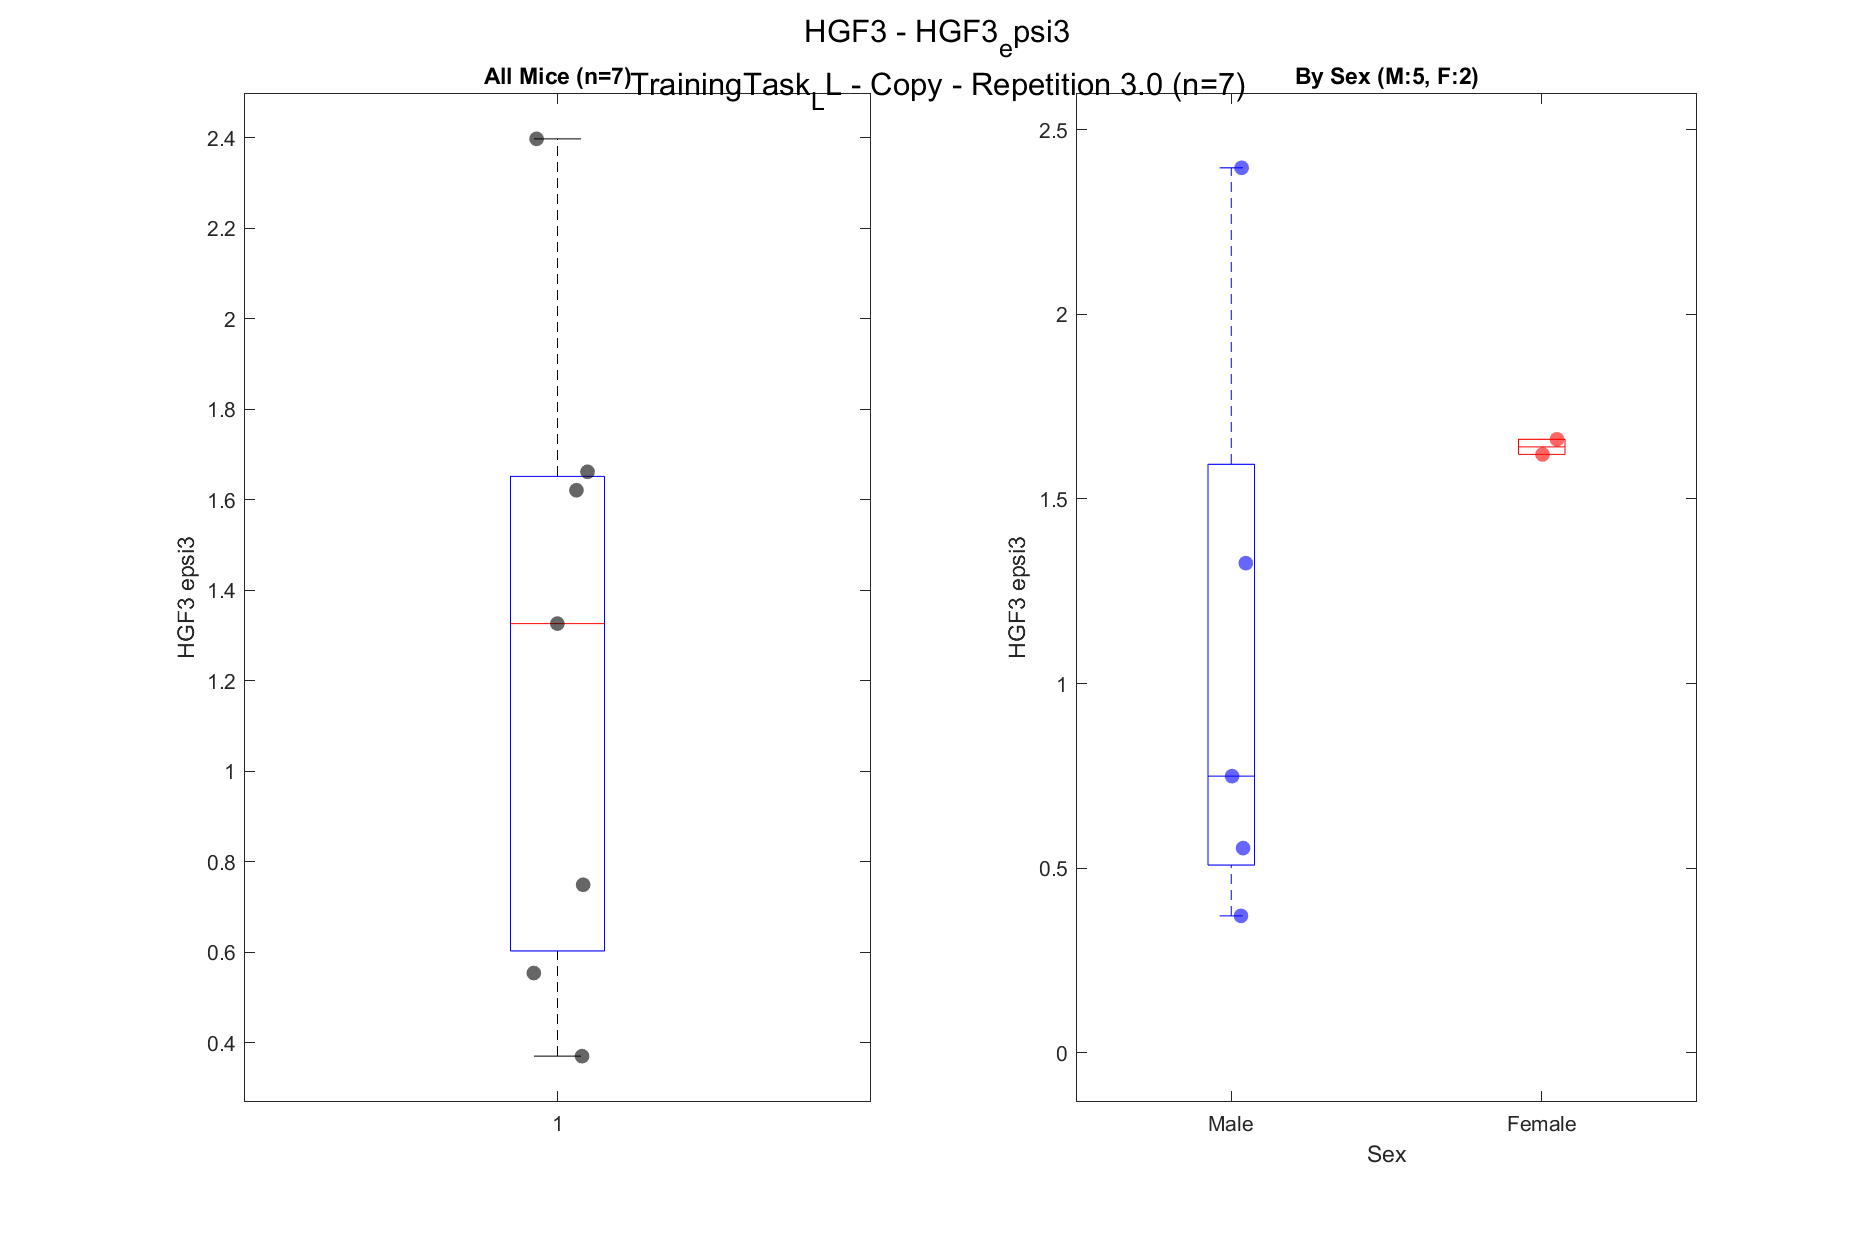 HGF3 - HGF3epsi3
TrainingTaskLL - Copy - Repetition 3.0 (n=7)
All Mice (n=7)
2.4
2.2
2
1.8
1.6
1.4
1.2
1
0.8
0.6
0.4
HGF3 epsi3
1
By Sex (M:5, F:2)
2.5
2
1.5
1
0.5
0
HGF3 epsi3
Male
Female
Sex